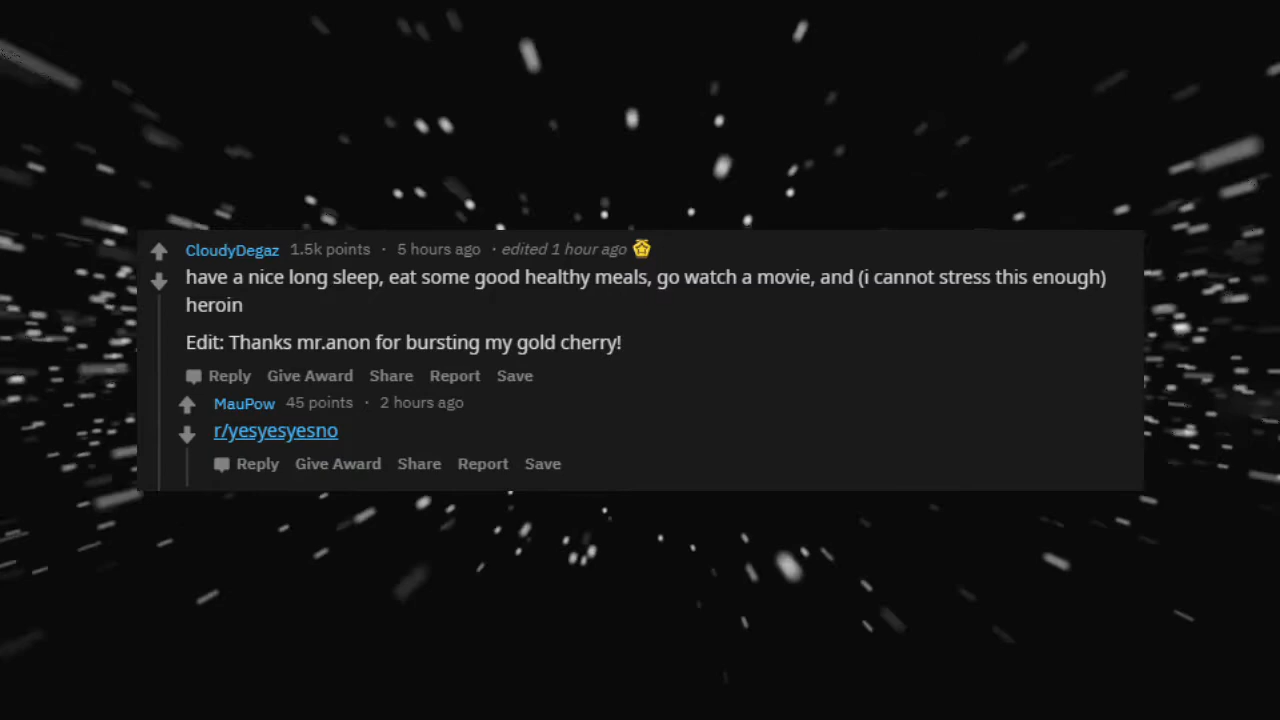 CloudyDegaz 1.5k points · 5 hours ago · edited 1 hour ago
have a nice long sleep, eat some good healthy meals, go watch a movie, and (i cannot stress this enough)
heroin
Edit: Thanks mr.anon for bursting my gold cherry!
Reply Give Award Share Report Save
MauPow 45 points · 2 hours ago
r/yesyesyesno
Reply Give Award Share Report Save